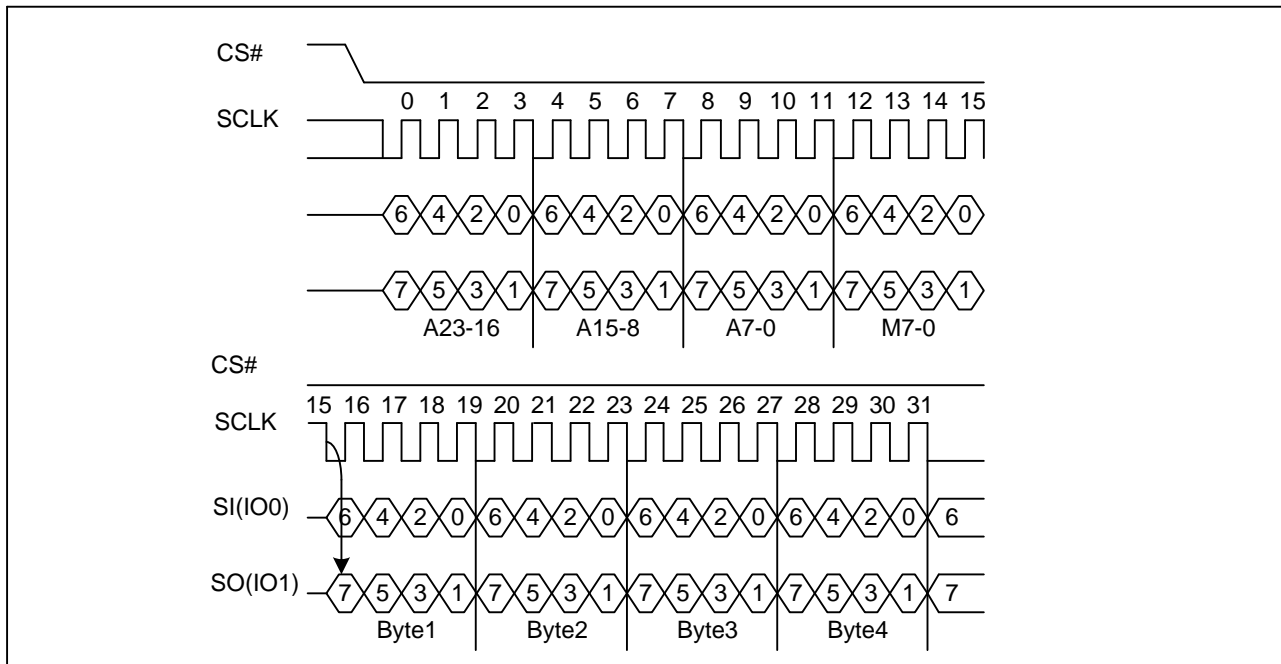 CS#
0 1 2 3 4 5 6 7 8 9 10 11 12 13 14 15
SCLK
6 4 2 0 6 4 2 0 6 4 2 0 6 4 2 0
7 5 3 1 7 5 3 1 7 5 3 1 7 5 3 1
A23-16 A15-8 A7-0 M7-0
CS#
15 16 17 18 19 20 21 22 23 24 25 26 27 28 29 30 31
SCLK
SI(IO0) 6 4 2 0 6 4 2 0 6 4 2 0 6 4 2 0 6
SO(IO1) 7 5 3 1 7 5 3 1 7 5 3 1 7 5 3 1 7
Byte1 Byte2 Byte3 Byte4